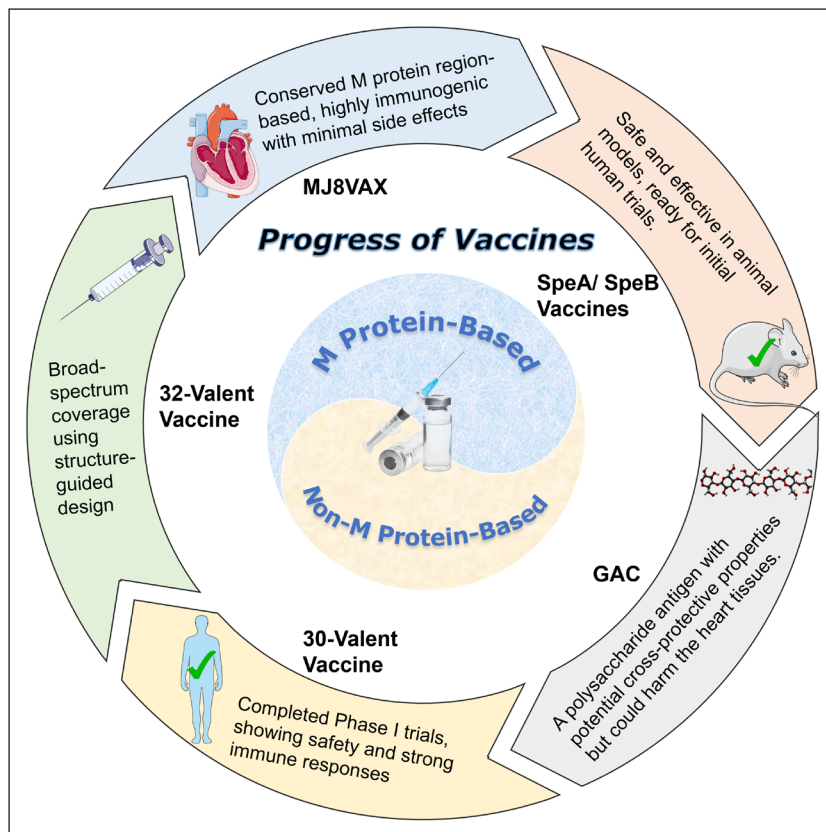 Conserved M protein region-
based, highly immunogenic
with minimal side effects
MJ8VAX
Safe and effective in animal
models, ready for initial
human trials.
SpeA/ SpeB
Vaccines
Progress of Vaccines
M Protein-Based
Non-M Protein-Based
GAC
A polysaccharide antigen with
potential cross-protective properties
but could harm the heart tissues.
30-Valent
Vaccine
Completed Phase I trials,
showing safety and strong
immune responses
32-Valent
Vaccine
Broad-
spectrum
coverage
using
structure-
guided
design